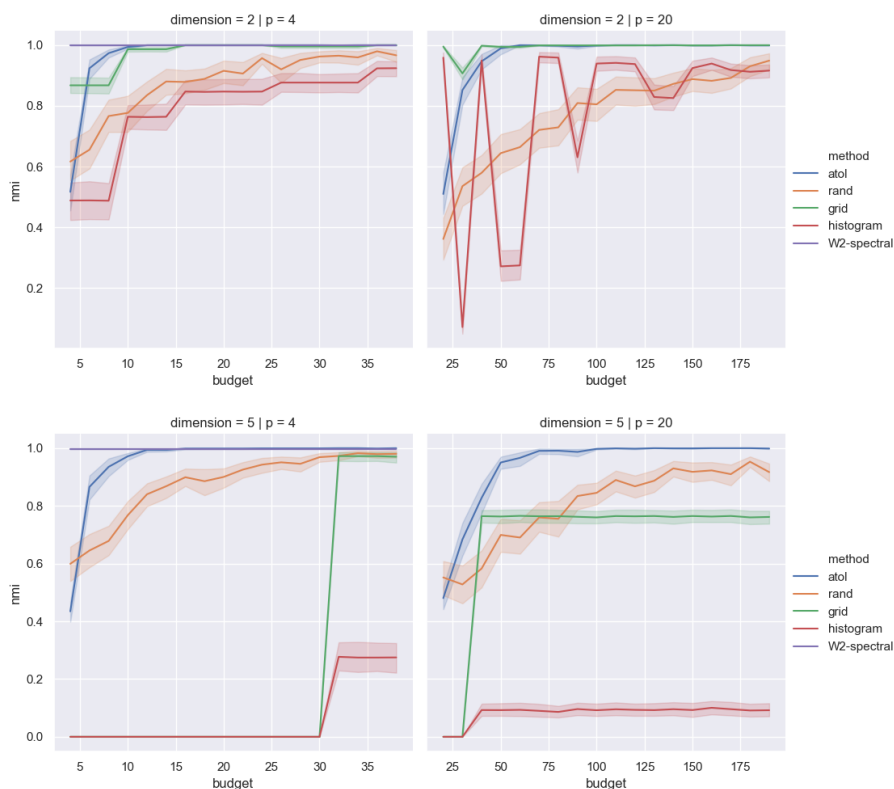 dimension = 2 | p = 4
dimension = 2 | p = 20
1.0
0.8
0.6
0.4
0.2
nmi
5 10 15 20 25 30 35
budget
25 50 75 100 125 150 175
budget
method
atol
rand
grid
histogram
W2-spectral
dimension = 5 | p = 4
dimension = 5 | p = 20
1.0
0.8
0.6
0.4
0.2
0.0
nmi
5 10 15 20 25 30 35
budget
25 50 75 100 125 150 175
budget
method
atol
rand
grid
histogram
W2-spectral